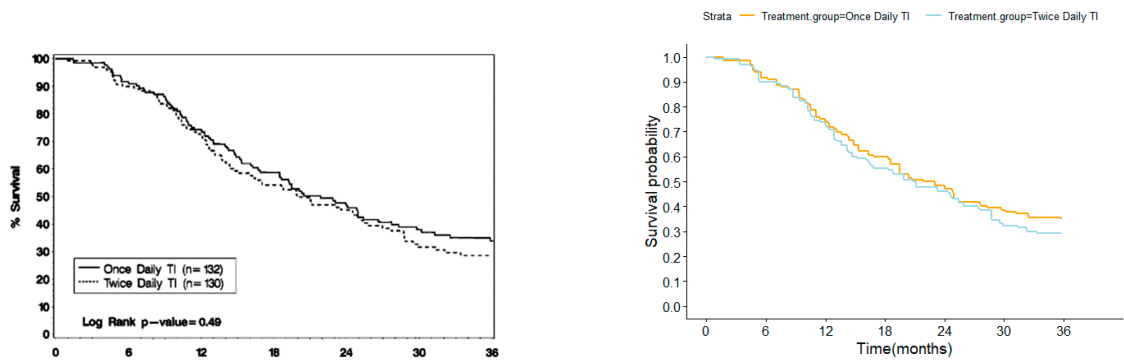 100
90
80
70
60
50
40
30
20
10
0
% Survival
Once Daily TI (n=132)
Twice Daily TI (n=130)
Log Rank p-value=0.49
0 6 12 18 24 30 36
Strata Treatment.group=Once Daily TI Treatment.group=Twice Daily TI
1.0
0.9
0.8
0.7
0.6
0.5
0.4
0.3
0.2
0.1
0.0
Survival probability
0 6 12 18 24 30 36
Time(months)